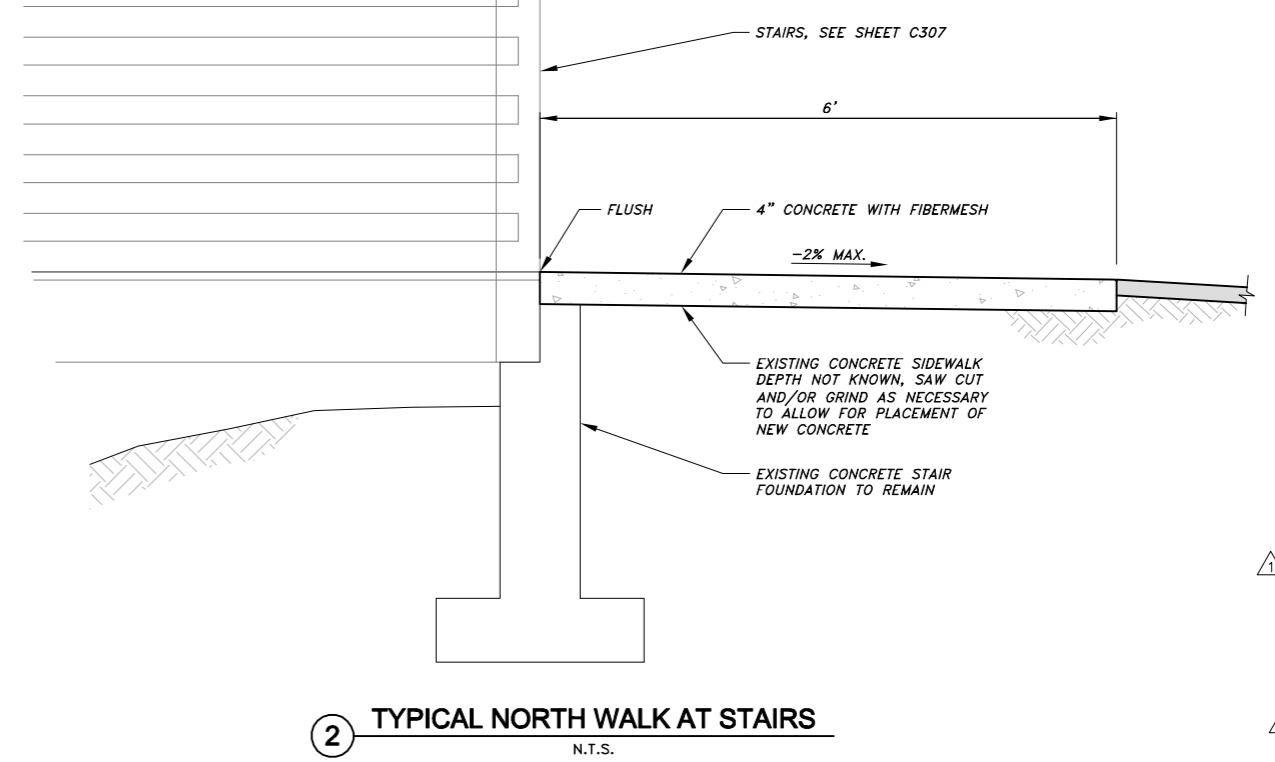 STAIRS, SEE SHEET C307
6'
FLUSH
4" CONCRETE WITH FIBERMESH
-2% MAX.
EXISTING CONCRETE SIDEWALK
DEPTH NOT KNOWN, SAW CUT
AND/OR GRIND AS NECESSARY
TO ALLOW FOR PLACEMENT OF
NEW CONCRETE
EXISTING CONCRETE STAIR
FOUNDATION TO REMAIN
1
2
TYPICAL NORTH WALK AT STAIRS
N.T.S.